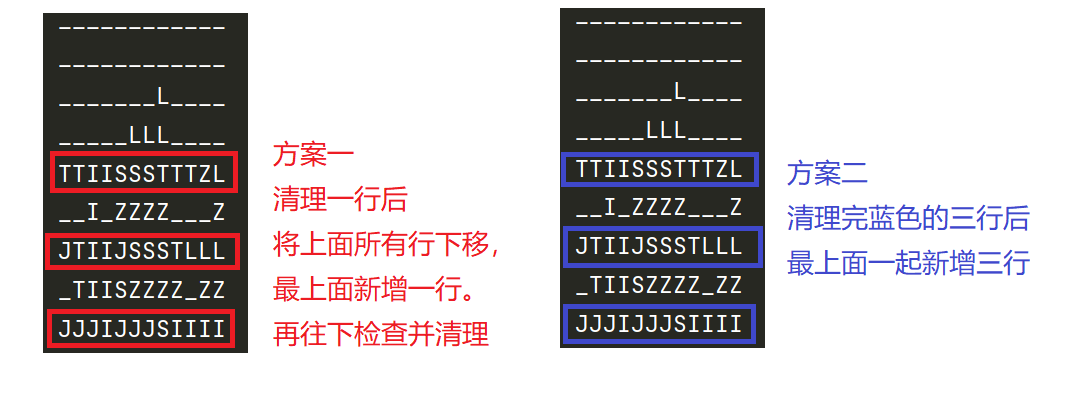 ____________
____________
_______L____
_____LLL____
TTIISSSTTTZL
__I_ZZZZ___Z
JTIIJSSSTLLL
_TIISZZZZ_ZZ
JJJIJJJSIIII
方案一
清理一行后
将上面所有行下移，
最上面新增一行。
再往下检查并清理
____________
____________
_______L____
_____LLL____
TTIISSSTTTZL
__I_ZZZZ___Z
JTIIJSSSTLLL
_TIISZZZZ_ZZ
JJJIJJJSIIII
方案二
清理完蓝色的三行后
最上面一起新增三行